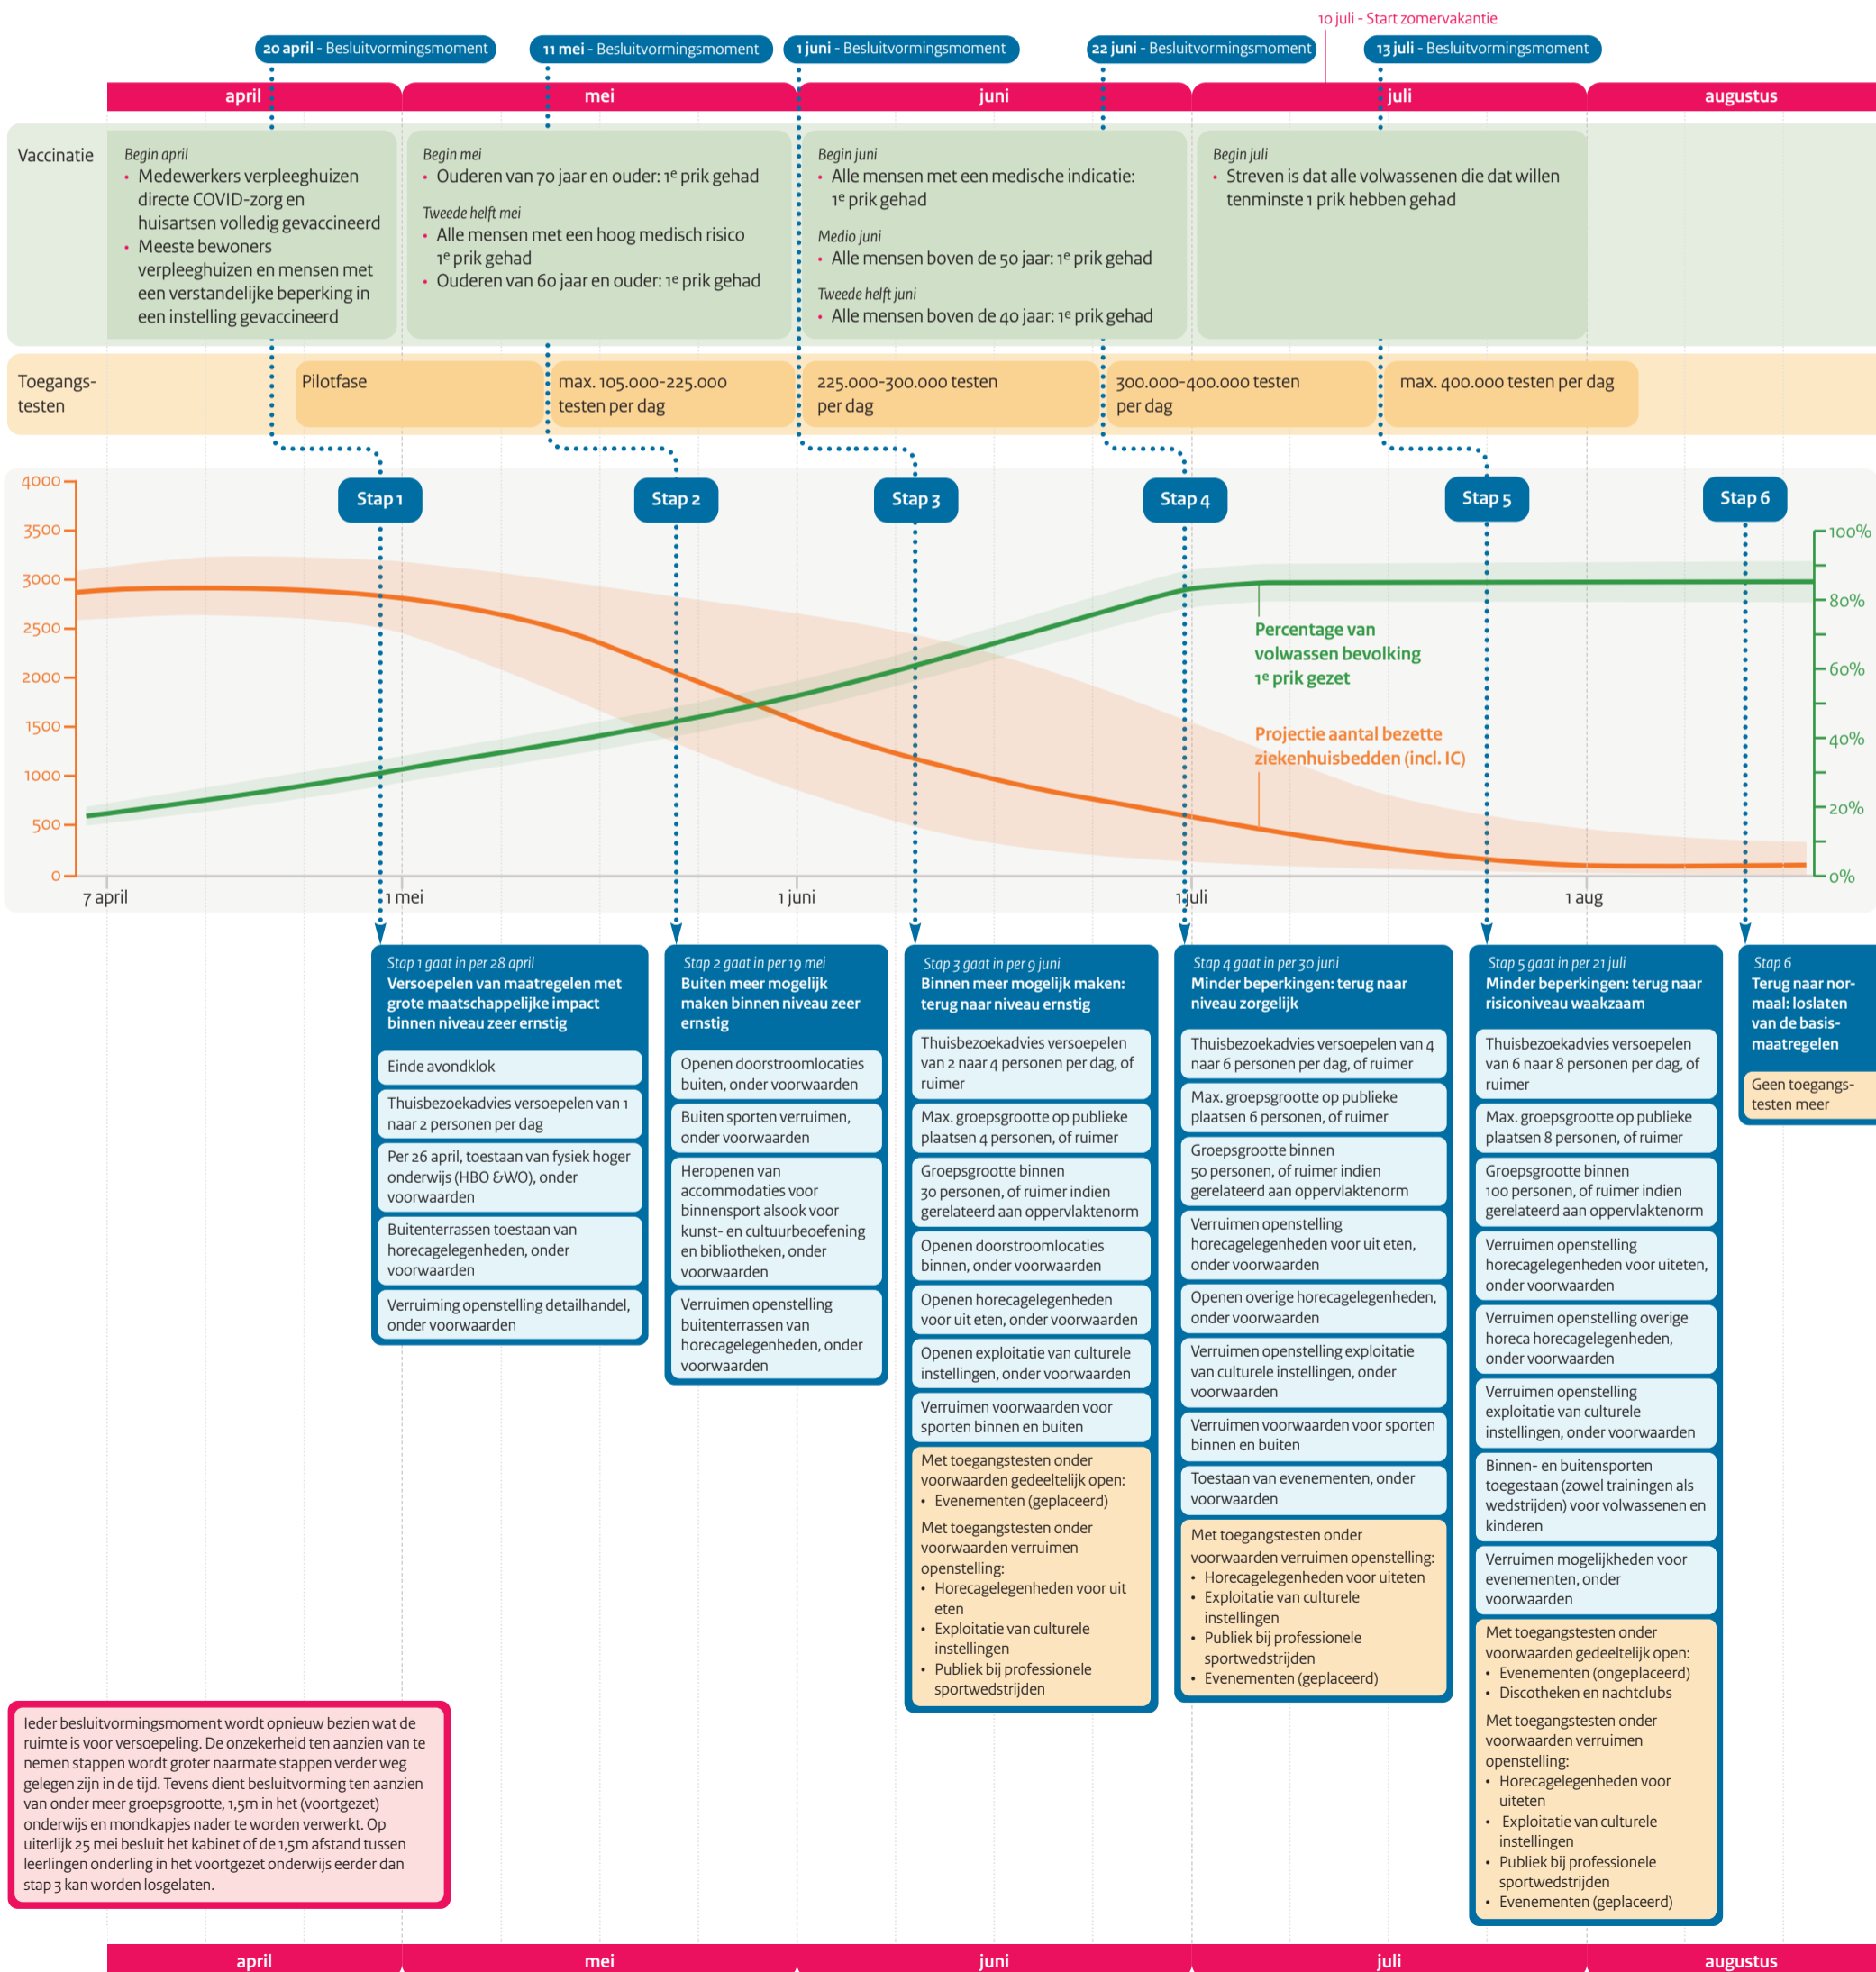 10 juli - Start zomervakantie
20 april - Besluitvormingsmoment
11 mei - Besluitvormingsmoment
1 juni - Besluitvormingsmoment
22 juni - Besluitvormingsmoment
13 juli - Besluitvormingsmoment
april
mei
juni
juli
augustus
Vaccinatie
Begin april
• Medewerkers verpleeghuizen
directe COVID-zorg en
huisartsen volledig gevaccineerd
• Meeste bewoners
verpleeghuizen en mensen met
een verstandelijke beperking in
een instelling gevaccineerd
Begin mei
• Ouderen van 70 jaar en ouder: 1e prik gehad
Tweede helft mei
• Alle mensen met een hoog medisch risico
1e prik gehad
• Ouderen van 60 jaar en ouder: 1e prik gehad
Begin juni
• Alle mensen met een medische indicatie:
1e prik gehad
Medio juni
• Alle mensen boven de 50 jaar: 1e prik gehad
Tweede helft juni
• Alle mensen boven de 40 jaar: 1e prik gehad
Begin juli
• Streven is dat alle volwassenen die dat willen
tenminste 1 prik hebben gehad
Toegangs-
testen
Pilotfase
max. 105.000-225.000
testen per dag
225.000-300.000 testen
per dag
300.000-400.000 testen
per dag
max. 400.000 testen per dag
Stap 1
Stap 2
Stap 3
Stap 4
Stap 5
Stap 6
4000
3500
3000
2500
2000
1500
1000
500
0
100%
80%
60%
40%
20%
0%
Percentage van
volwassen bevolking
1e prik gezet
Projectie aantal bezette
ziekenhuisbedden (incl. IC)
7 april
1 mei
1 juni
1 juli
1 aug
Stap 1 gaat in per 28 april
Versoepelen van maatregelen met
grote maatschappelijke impact
binnen niveau zeer ernstig
Einde avondklok
Thuisbezoekadvies versoepelen van 1
naar 2 personen per dag
Per 26 april, toestaan van fysiek hoger
onderwijs (HBO &WO), onder
voorwaarden
Buitenterrassen toestaan van
horecagelegenheden, onder
voorwaarden
Verruiming openstelling detailhandel,
onder voorwaarden
Stap 2 gaat in per 19 mei
Buiten meer mogelijk
maken binnen niveau zeer
ernstig
Openen doorstroomlocaties
buiten, onder voorwaarden
Buiten sporten verruimen,
onder voorwaarden
Heropenen van
accommodaties voor
binnensport alsook voor
kunst- en cultuurbeoefening
en bibliotheken, onder
voorwaarden
Verruimen openstelling
buitenterrassen van
horecagelegenheden, onder
voorwaarden
Stap 3 gaat in per 9 juni
Binnen meer mogelijk maken:
terug naar niveau ernstig
Thuisbezoekadvies versoepelen
van 2 naar 4 personen per dag, of
ruimer
Max. groepsgrootte op publieke
plaatsen 4 personen, of ruimer
Groepsgrootte binnen
30 personen, of ruimer indien
gerelateerd aan oppervlaktenorm
Openen doorstroomlocaties
binnen, onder voorwaarden
Openen horecagelegenheden
voor uit eten, onder voorwaarden
Openen exploitatie van culturele
instellingen, onder voorwaarden
Verruimen voorwaarden voor
sporten binnen en buiten
Met toegangstesten onder
voorwaarden gedeeltelijk open:
• Evenementen (geplaceerd)
Met toegangstesten onder
voorwaarden verruimen
openstelling:
• Horecagelegenheden voor uit
eten
• Exploitatie van culturele
instellingen
• Publiek bij professionele
sportwedstrijden
Stap 4 gaat in per 30 juni
Minder beperkingen: terug naar
niveau zorgelijk
Thuisbezoekadvies versoepelen van 4
naar 6 personen per dag, of ruimer
Max. groepsgrootte op publieke
plaatsen 6 personen, of ruimer
Groepsgrootte binnen
50 personen, of ruimer indien
gerelateerd aan oppervlaktenorm
Verruimen openstelling
horecagelegenheden voor uit eten,
onder voorwaarden
Openen overige horecagelegenheden,
onder voorwaarden
Verruimen openstelling exploitatie
van culturele instellingen, onder
voorwaarden
Verruimen voorwaarden voor sporten
binnen en buiten
Toestaan van evenementen, onder
voorwaarden
Met toegangstesten onder
voorwaarden verruimen openstelling:
• Horecagelegenheden voor uiteten
• Exploitatie van culturele
instellingen
• Publiek bij professionele
sportwedstrijden
• Evenementen (geplaceerd)
Stap 5 gaat in per 21 juli
Minder beperkingen: terug naar
risiconiveau waakzaam
Thuisbezoekadvies versoepelen
van 6 naar 8 personen per dag, of
ruimer
Max. groepsgrootte op publieke
plaatsen 8 personen, of ruimer
Groepsgrootte binnen
100 personen, of ruimer indien
gerelateerd aan oppervlaktenorm
Verruimen openstelling
horecagelegenheden voor uiteten,
onder voorwaarden
Verruimen openstelling overige
horeca horecagelegenheden,
onder voorwaarden
Verruimen openstelling
exploitatie van culturele
instellingen, onder voorwaarden
Binnen- en buitensporten
toegestaan (zowel trainingen als
wedstrijden) voor volwassenen en
kinderen
Verruimen mogelijkheden voor
evenementen, onder
voorwaarden
Met toegangstesten onder
voorwaarden gedeeltelijk open:
• Evenementen (ongeplaceerd)
• Discotheken en nachtclubs
Met toegangstesten onder
voorwaarden verruimen
openstelling:
• Horecagelegenheden voor
uiteten
• Exploitatie van culturele
instellingen
• Publiek bij professionele
sportwedstrijden
• Evenementen (geplaceerd)
Stap 6
Terug naar nor-
maal: loslaten
van de basis-
maatregelen
Geen toegangs-
testen meer
Ieder besluitvormingsmoment wordt opnieuw bezien wat de
ruimte is voor versoepeling. De onzekerheid ten aanzien van te
nemen stappen wordt groter naarmate stappen verder weg
gelegen zijn in de tijd. Tevens dient besluitvorming ten aanzien
van onder meer groepsgrootte, 1,5m in het (voortgezet)
onderwijs en mondkapjes nader te worden verwerkt. Op
uiterlijk 25 mei besluit het kabinet of de 1,5m afstand tussen
leerlingen onderling in het voortgezet onderwijs eerder dan
stap 3 kan worden losgelaten.
april
mei
juni
juli
augustus